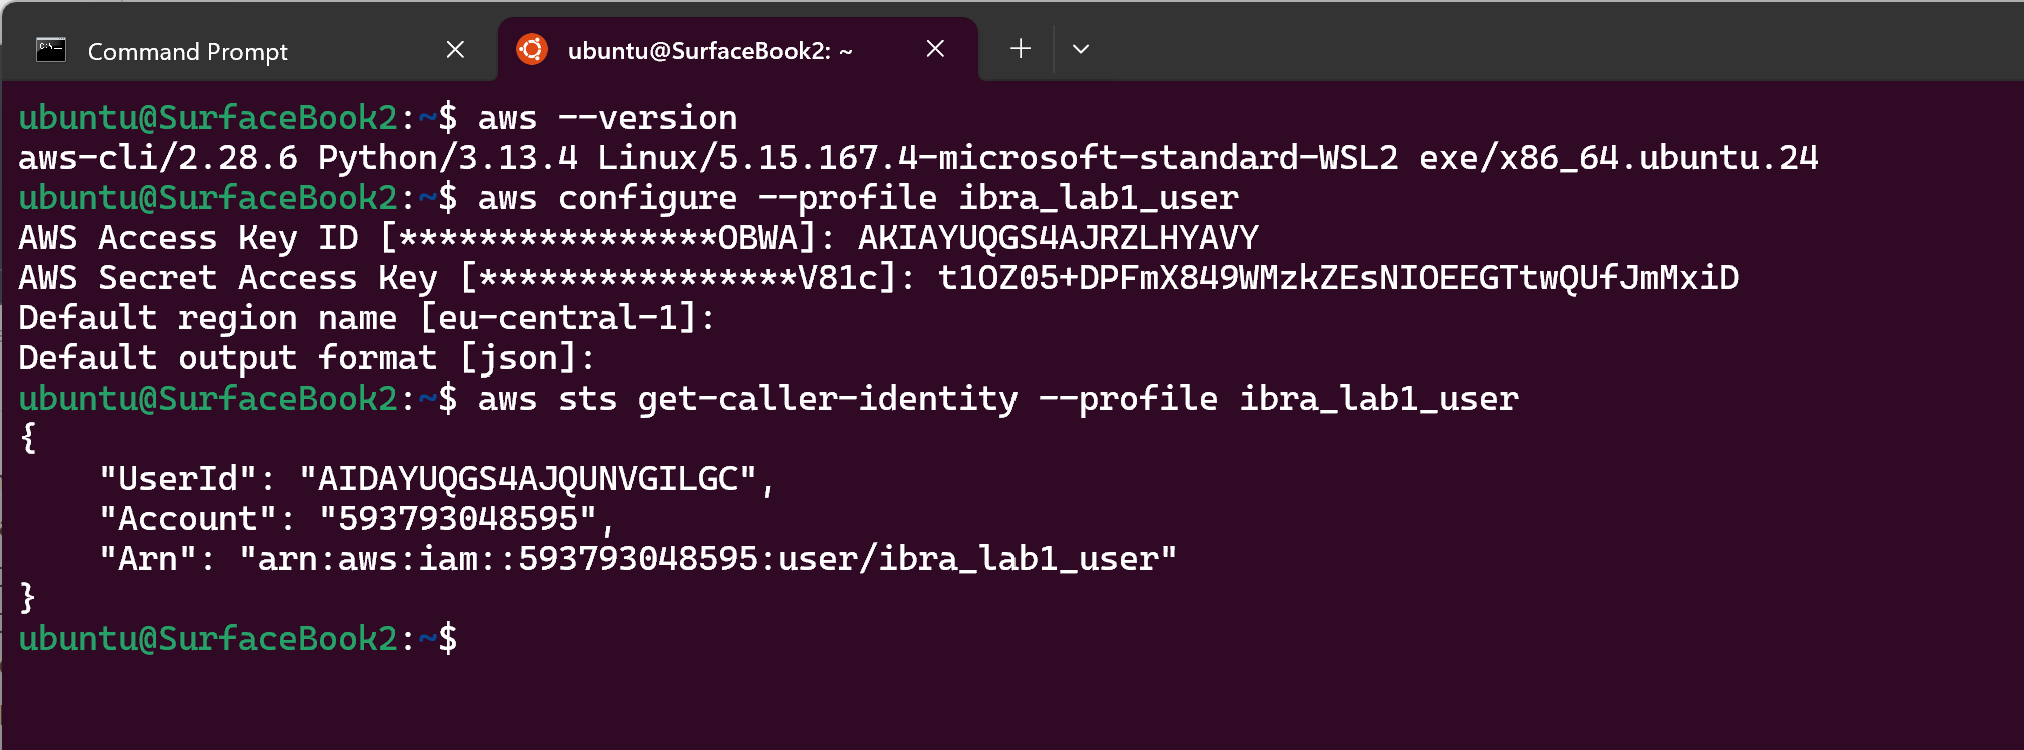 Command Prompt
ubuntu@SurfaceBook2: ~
ubuntu@SurfaceBook2:~$ aws --version
aws-cli/2.28.6 Python/3.13.4 Linux/5.15.167.4-microsoft-standard-WSL2 exe/x86_64.ubuntu.24
ubuntu@SurfaceBook2:~$ aws configure --profile ibra_lab1_user
AWS Access Key ID [****************OBWA]: AKIAYUQGS4AJRZLHYAVY
AWS Secret Access Key [****************V81c]: 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
Default region name [eu-central-1]:
Default output format [json]:
ubuntu@SurfaceBook2:~$ aws sts get-caller-identity --profile ibra_lab1_user
{
    "UserId": "AIDAYUQGS4AJQUNVGILGC",
    "Account": "593793048595",
    "Arn": "arn:aws:iam::593793048595:user/ibra_lab1_user"
}
ubuntu@SurfaceBook2:~$